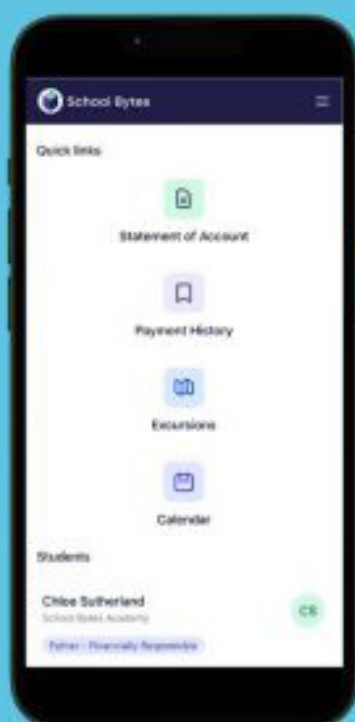 School Bytes
Quick links
Statement of Account
Payment History
Excursions
Calendar
Students
Chloe Sutherland
CS
School Bytes Academy
Father - Financially Responsible